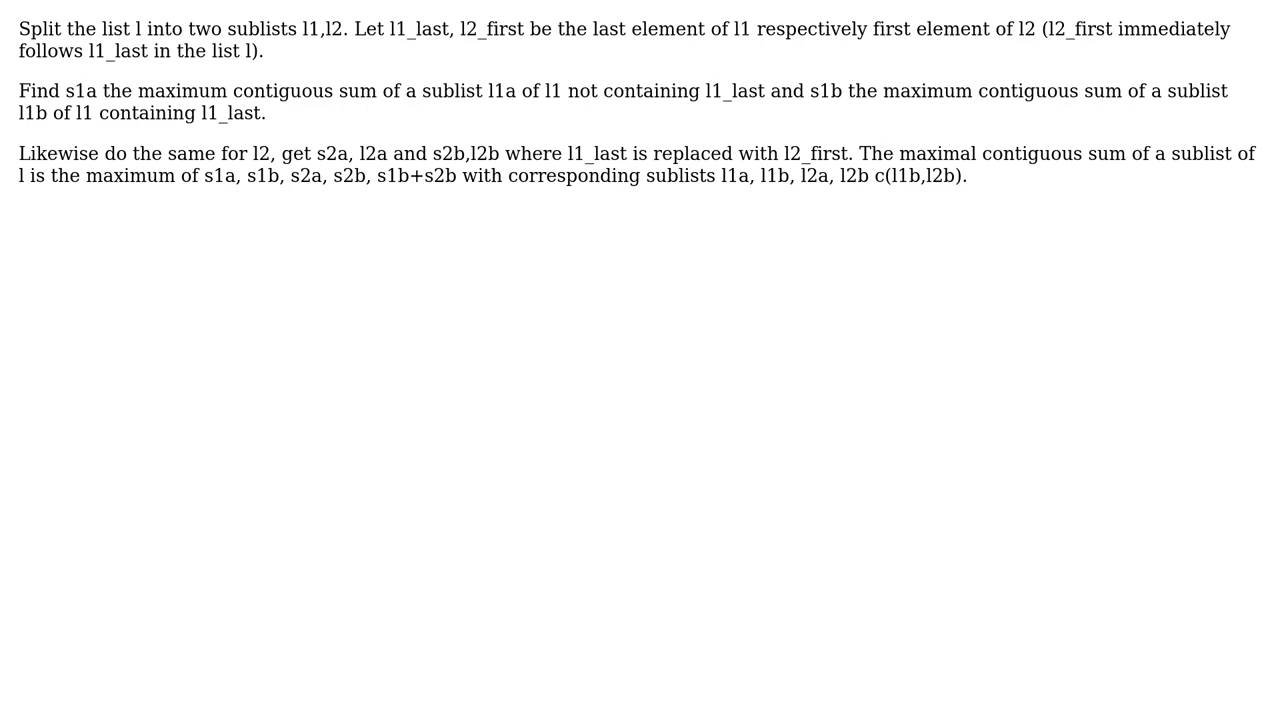 Split the list l into two sublists l1,l2. Let l1_last, l2_first be the last element of l1 respectively first element of l2 (l2_first immediately
follows l1_last in the list l).
Find s1a the maximum contiguous sum of a sublist l1a of l1 not containing l1_last and s1b the maximum contiguous sum of a sublist
l1b of l1 containing l1_last.
Likewise do the same for l2, get s2a, l2a and s2b,l2b where l1_last is replaced with l2_first. The maximal contiguous sum of a sublist of
l is the maximum of s1a, s1b, s2a, s2b, s1b+s2b with corresponding sublists l1a, l1b, l2a, l2b c(l1b,l2b).